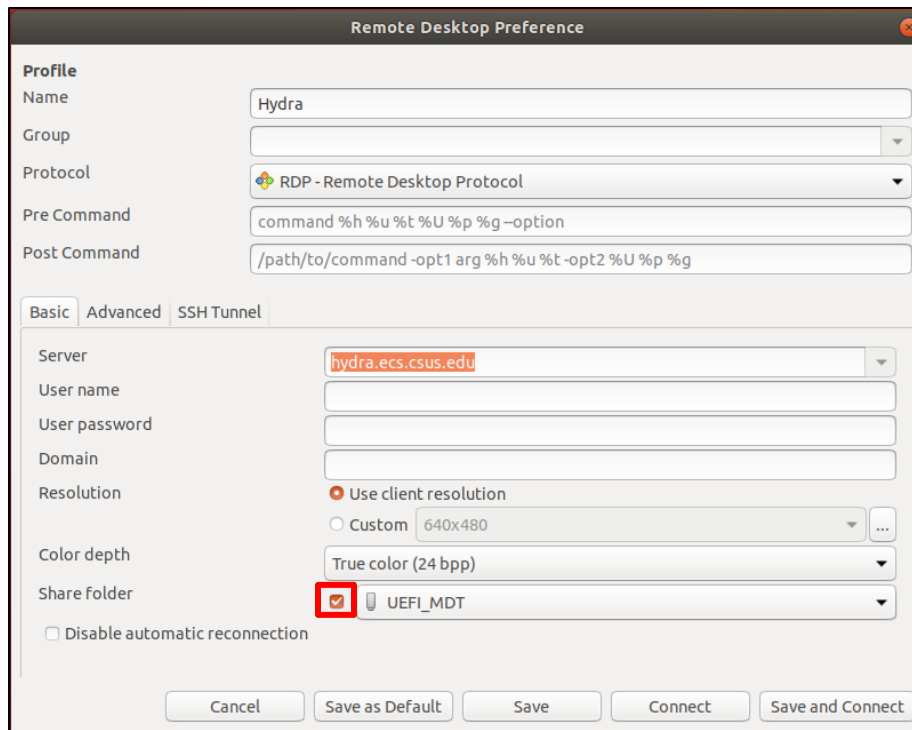 Remote Desktop Preference
Profile
Name Hydra
Group
Protocol RDP - Remote Desktop Protocol
Pre Command command %h %u %t %U %p %g --option
Post Command /path/to/command -opt1 arg %h %u %t -opt2 %U %p %g
Basic Advanced SSH Tunnel
Server hydra.ecs.csus.edu
User name
User password
Domain
Resolution Use client resolution
Custom 640x480 ...
Color depth True color (24 bpp)
Share folder UEFI_MDT
Disable automatic reconnection
Cancel Save as Default Save Connect Save and Connect